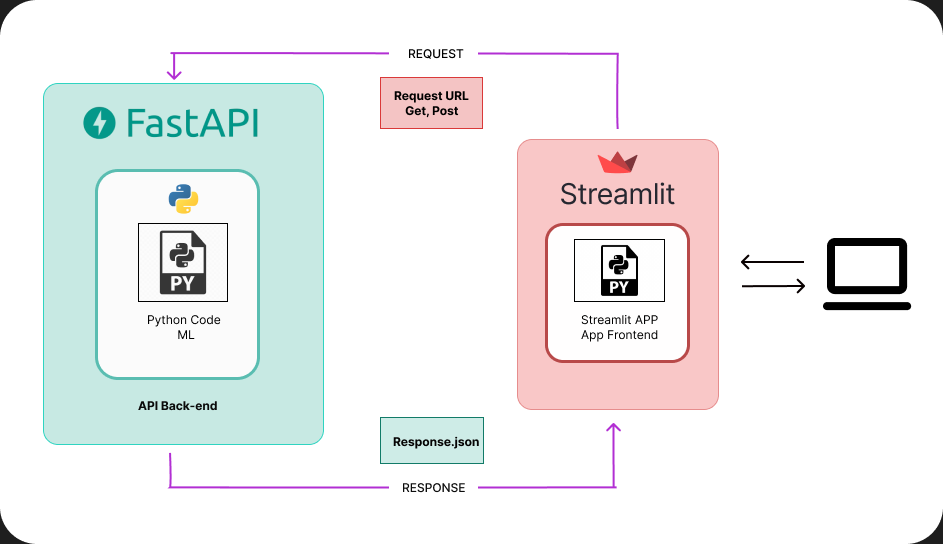 REQUEST
Request URL
Get, Post
FastAPI
Streamlit
PY
Python Code
ML
PY
Streamlit APP
App Frontend
API Back-end
Response.json
RESPONSE